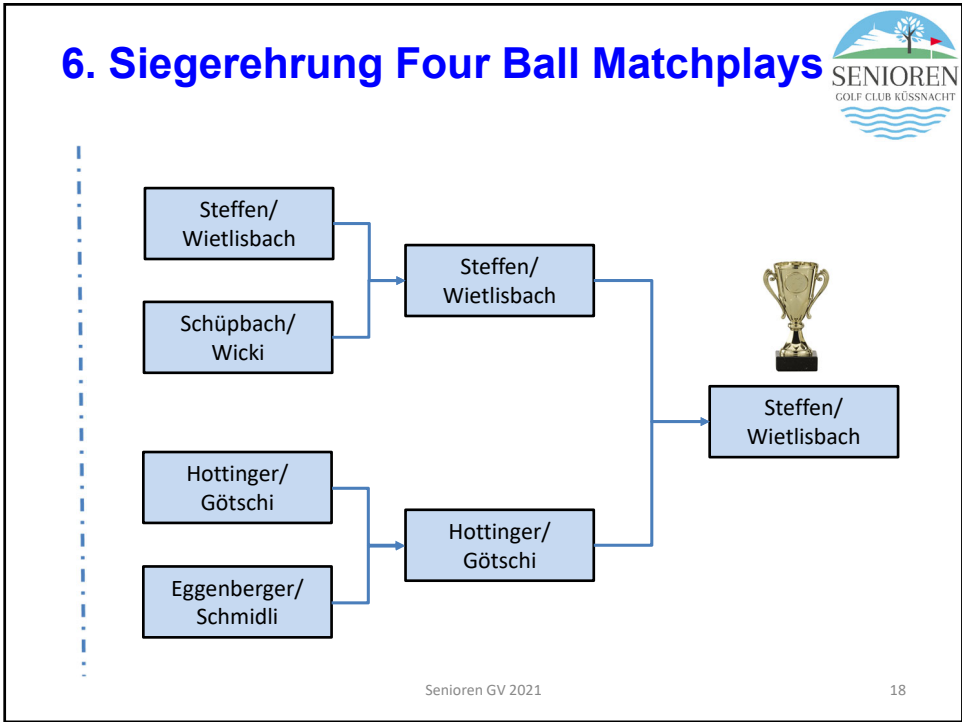 6. Siegerehrung Four Ball Matchplays
SENIOREN
GOLF CLUB KÜSSNACHT
Steffen/
Wietlisbach
Schüpbach/
Wicki
Steffen/
Wietlisbach
Hottinger/
Götschi
Eggenberger/
Schmidli
Hottinger/
Götschi
Steffen/
Wietlisbach
Senioren GV 2021
18